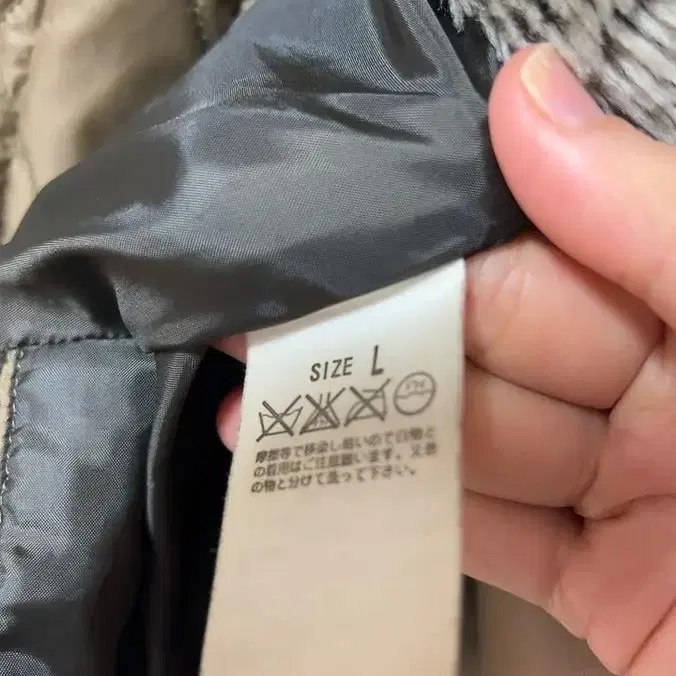 SIZE L
摩擦等で移染し易いので白物と
の着用はご注意願います。又他
の物と分けて洗って下さい。